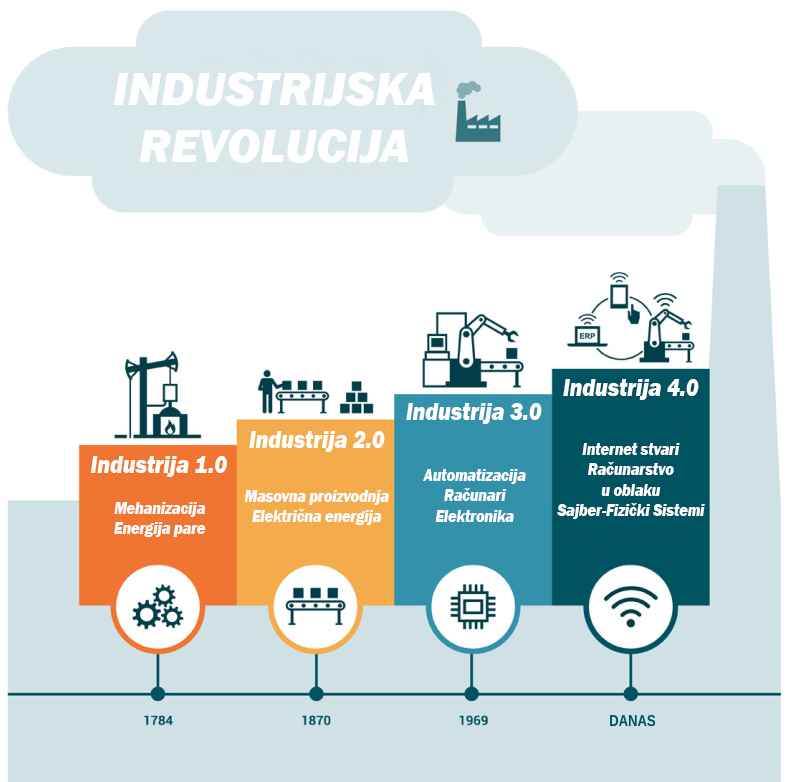 INDUSTRIJSKA
REVOLUCIJA
ERP
Industrija 1.0
Mehanizacija
Energija pare
Industrija 2.0
Masovna proizvodnja
Električna energija
Industrija 3.0
Automatizacija
Računari
Elektronika
Industrija 4.0
Internet stvari
Računarstvo
u oblaku
Sajber-Fizički Sistemi
1784
1870
1969
DANAS